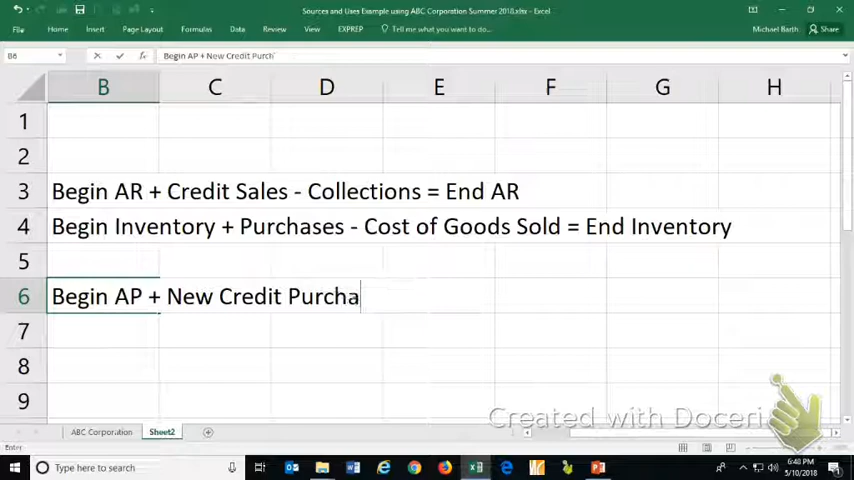 Sources and Uses Example using ABC Corporation Summer 2018.xlsx - Excel
Michael Barth
Share
File Home Insert Page Layout Formulas Data Review View EXPREP Tell me what you want to do...
B6 fx Begin AP + New Credit Purch
B C D E F G H
1
2
3 Begin AR + Credit Sales - Collections = End AR
4 Begin Inventory + Purchases - Cost of Goods Sold = End Inventory
5
6 Begin AP + New Credit Purcha
7
8
9
Created with Doceri
ABC Corporation Sheet2
Enter
Type here to search
6:48 PM
5/10/2018